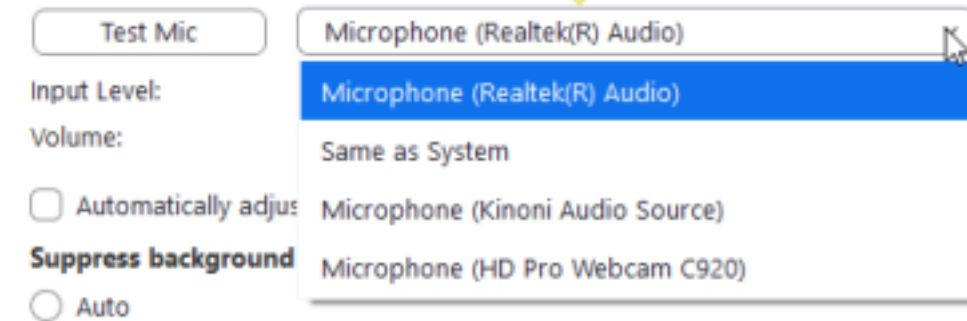 Test Mic
Microphone (Realtek(R) Audio)
Input Level:
Microphone (Realtek(R) Audio)
Volume:
Same as System
Automatically adjus
Microphone (Kinoni Audio Source)
Suppress background
Microphone (HD Pro Webcam C920)
Auto